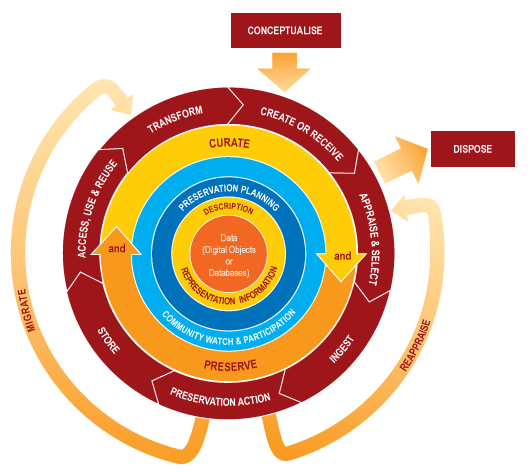 CONCEPTUALISE
CREATE OR RECEIVE
DISPOSE
APPRAISE & SELECT
INGEST
REAPPRAISE
PRESERVATION ACTION
MIGRATE
STORE
ACCESS, USE & REUSE
TRANSFORM
CURATE
and
PRESERVE
and
COMMUNITY WATCH & PARTICIPATION
PRESERVATION PLANNING
DESCRIPTION
REPRESENTATION INFORMATION
Data
(Digital Objects
or
Databases)